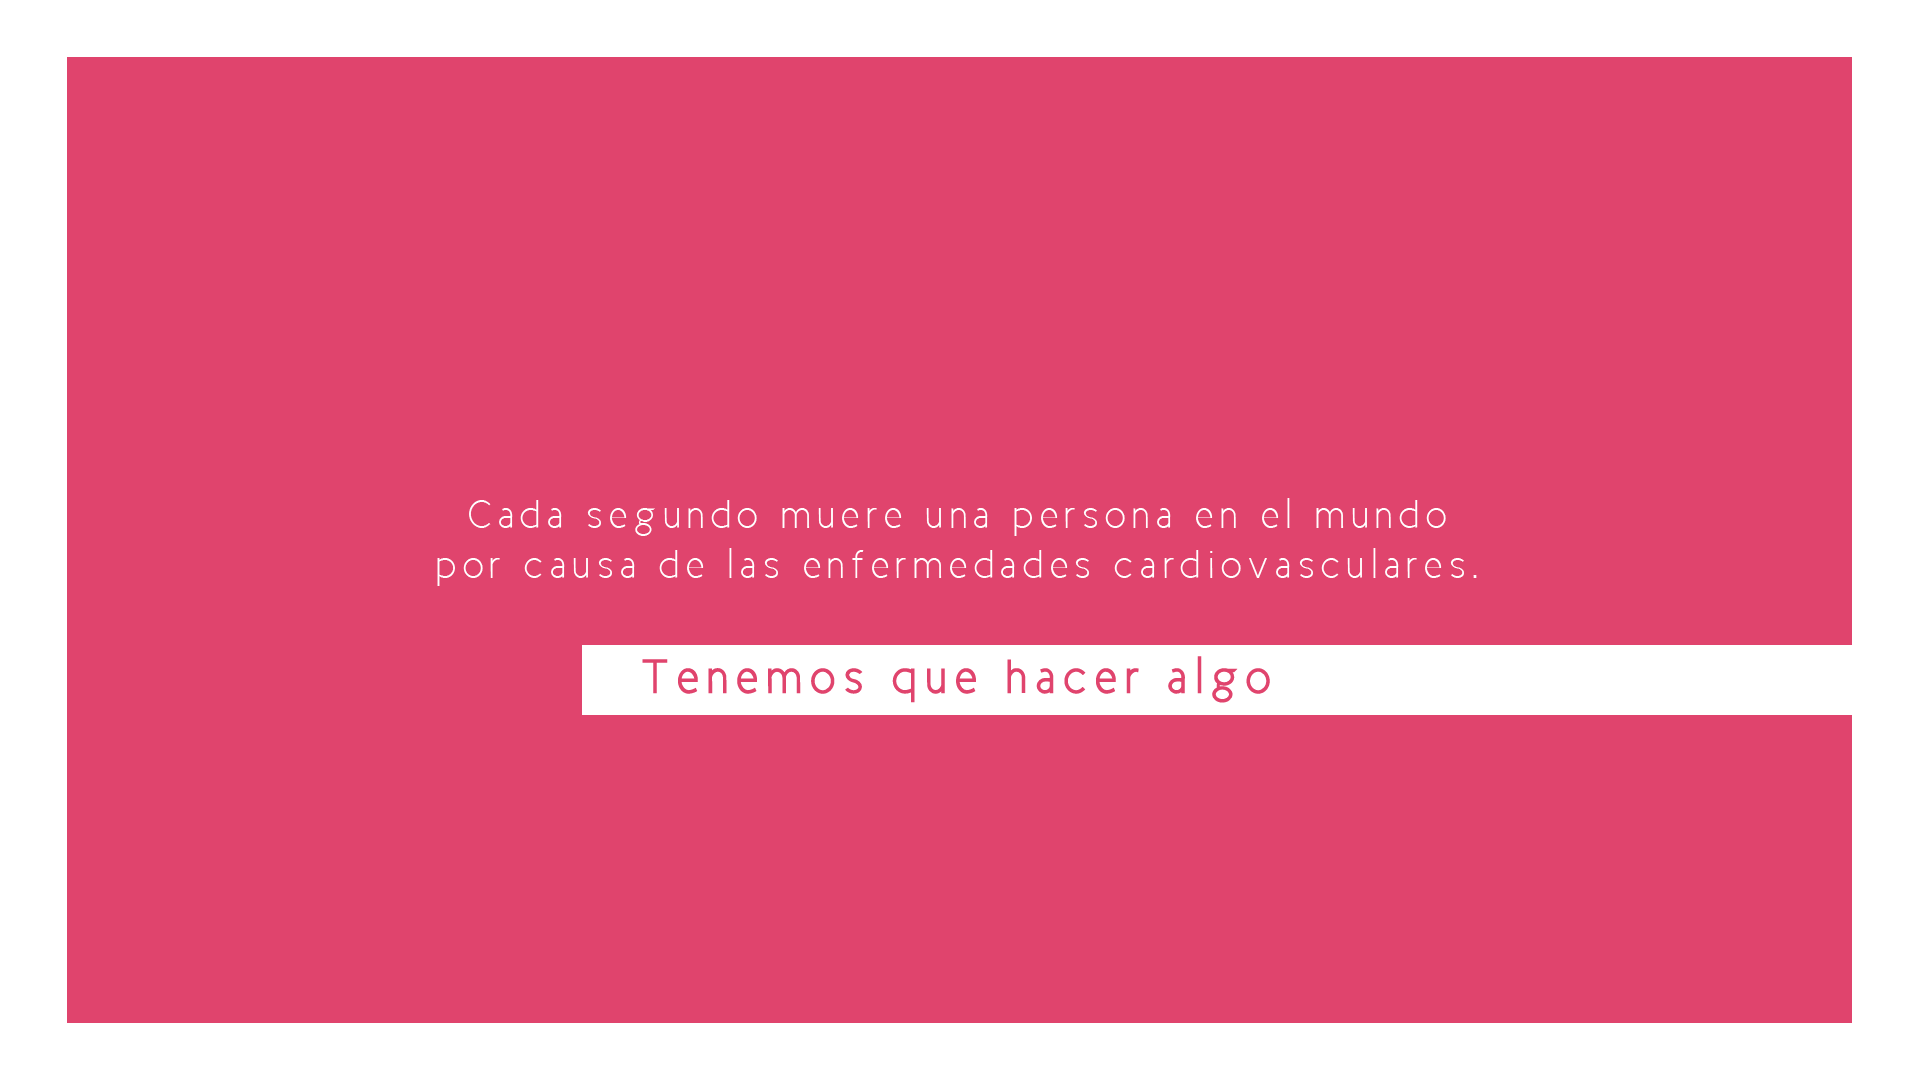 Cada segundo muere una persona en el mundo
por causa de las enfermedades cardiovasculares.
Tenemos que hacer algo